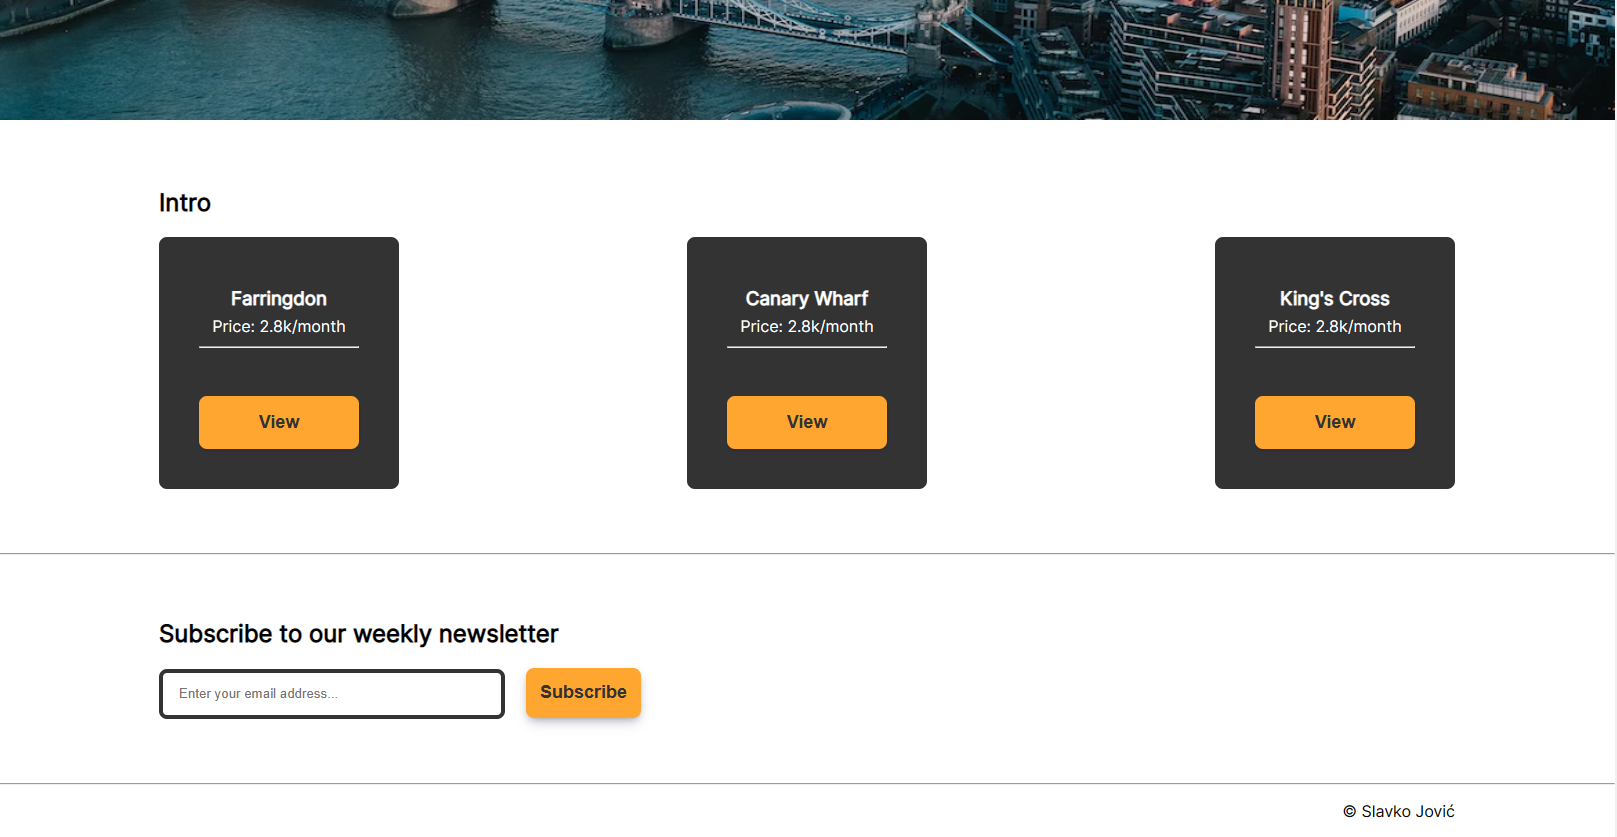 Intro
Farringdon
Price: 2.8k/month
View
Canary Wharf
Price: 2.8k/month
View
King's Cross
Price: 2.8k/month
View
Subscribe to our weekly newsletter
Enter your email address...
Subscribe
© Slavko Jović